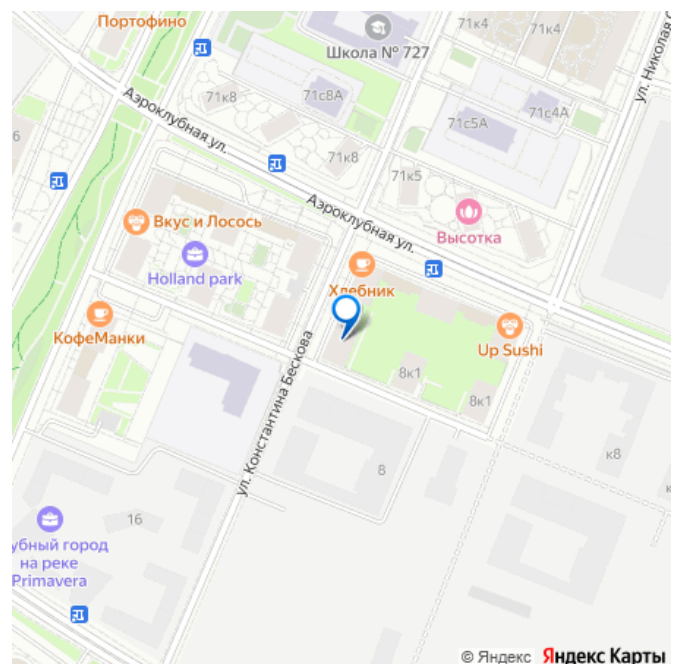 Портофино
71к4
71к4
Школа № 727
ул. Николая С
71к8
71с8А
71с4А
71с5А
Аэроклубная ул.
6
71к8
71к5
Вкус и Лосось
Аэроклубная ул.
Высотка
Holland park
Хлебник
КофеМанки
Up Sushi
8к1
8к1
ул. Константина Бескова
8
к8
к
16
убный город
на реке
Primavera
© Яндекс Яндекс Карты